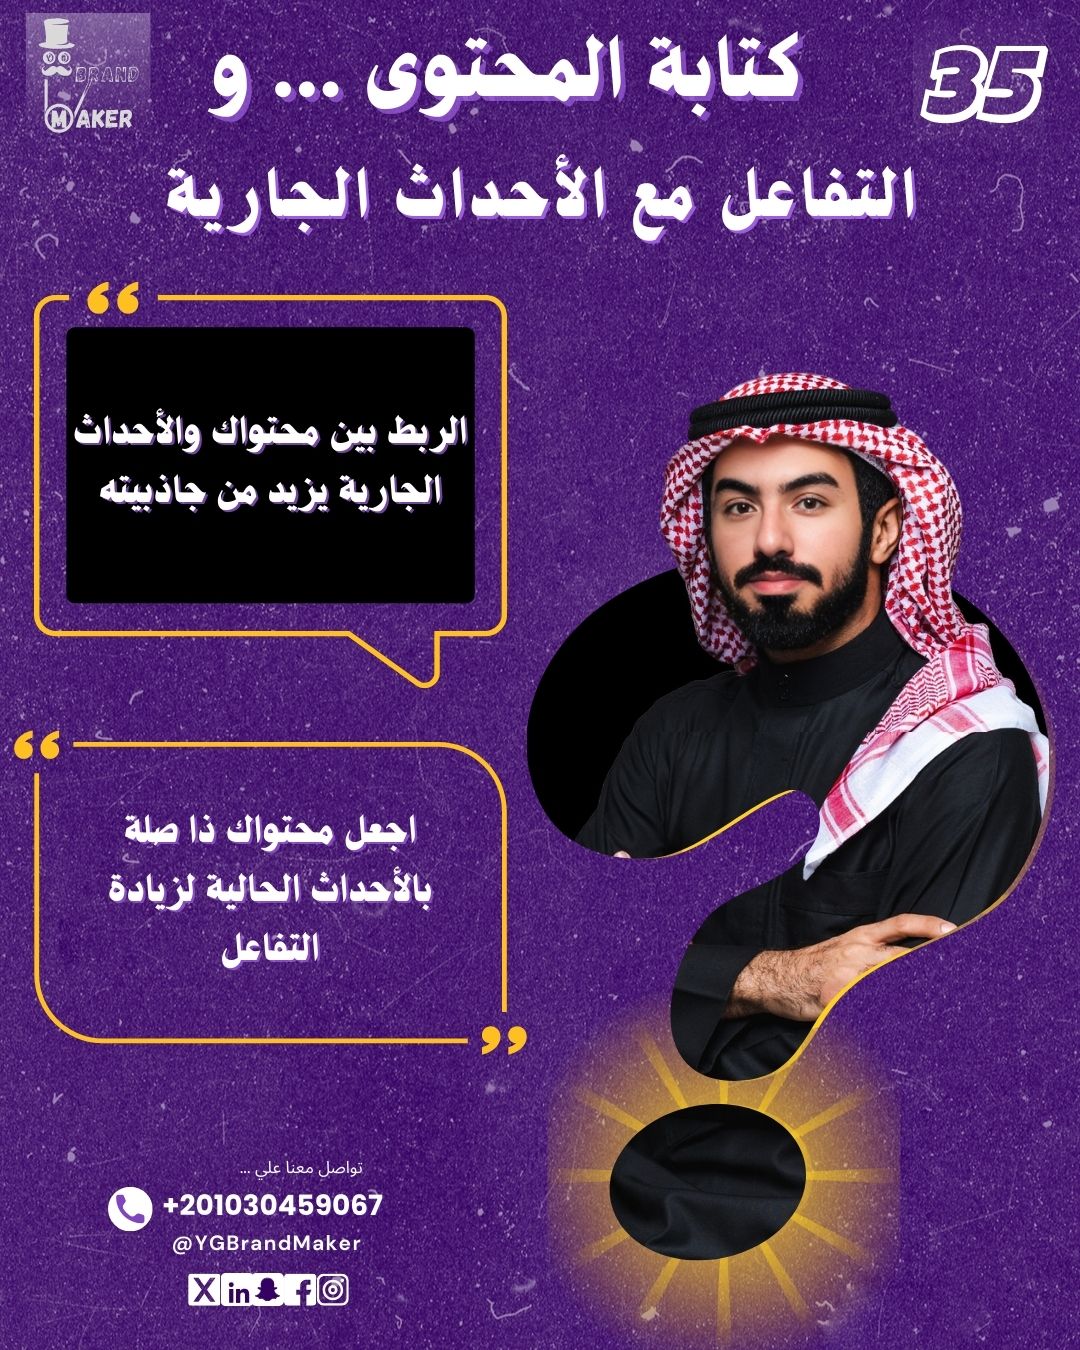 BRAND
MAKER
35
كتابة المحتوى ... و
التفاعل مع الأحداث الجارية
الربط بين محتواك والأحداث
الجارية يزيد من جاذبيته
اجعل محتواك ذا صلة
بالأحداث الحالية لزيادة
التفاعل
تواصل معنا علي ...
+201030459067
@YGBrandMaker